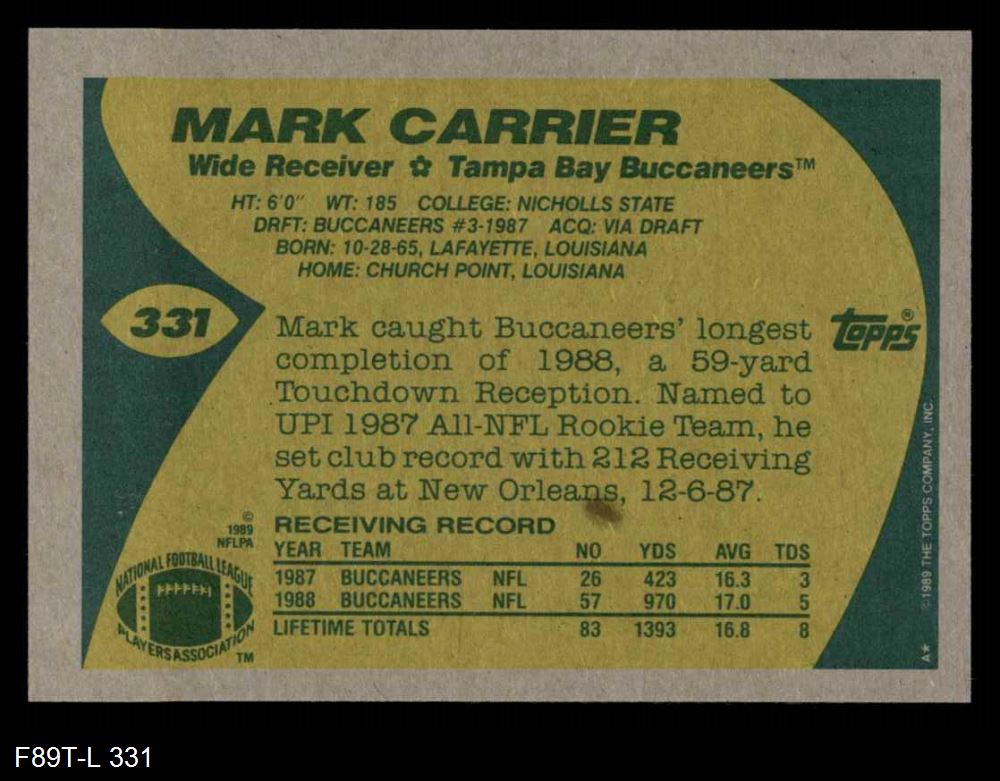 MARK CARRIER
Wide Receiver ✿ Tampa Bay Buccaneers™
HT: 6'0" WT: 185 COLLEGE: NICHOLLS STATE
DRFT: BUCCANEERS #3-1987 ACQ: VIA DRAFT
BORN: 10-28-65, LAFAYETTE, LOUISIANA
HOME: CHURCH POINT, LOUISIANA
331
Mark caught Buccaneers' longest
completion of 1988, a 59-yard
Touchdown Reception. Named to
UPI 1987 All-NFL Rookie Team, he
set club record with 212 Receiving
Yards at New Orleans, 12-6-87.
topps®
©
1989
NFLPA
NATIONAL FOOTBALL LEAGUE
PLAYERS ASSOCIATION
TM
RECEIVING RECORD
YEAR TEAM NO YDS AVG TDS
1987 BUCCANEERS NFL 26 423 16.3 3
1988 BUCCANEERS NFL 57 970 17.0 5
LIFETIME TOTALS 83 1393 16.8 8
©1989 THE TOPPS COMPANY, INC.
A*
F89T-L 331